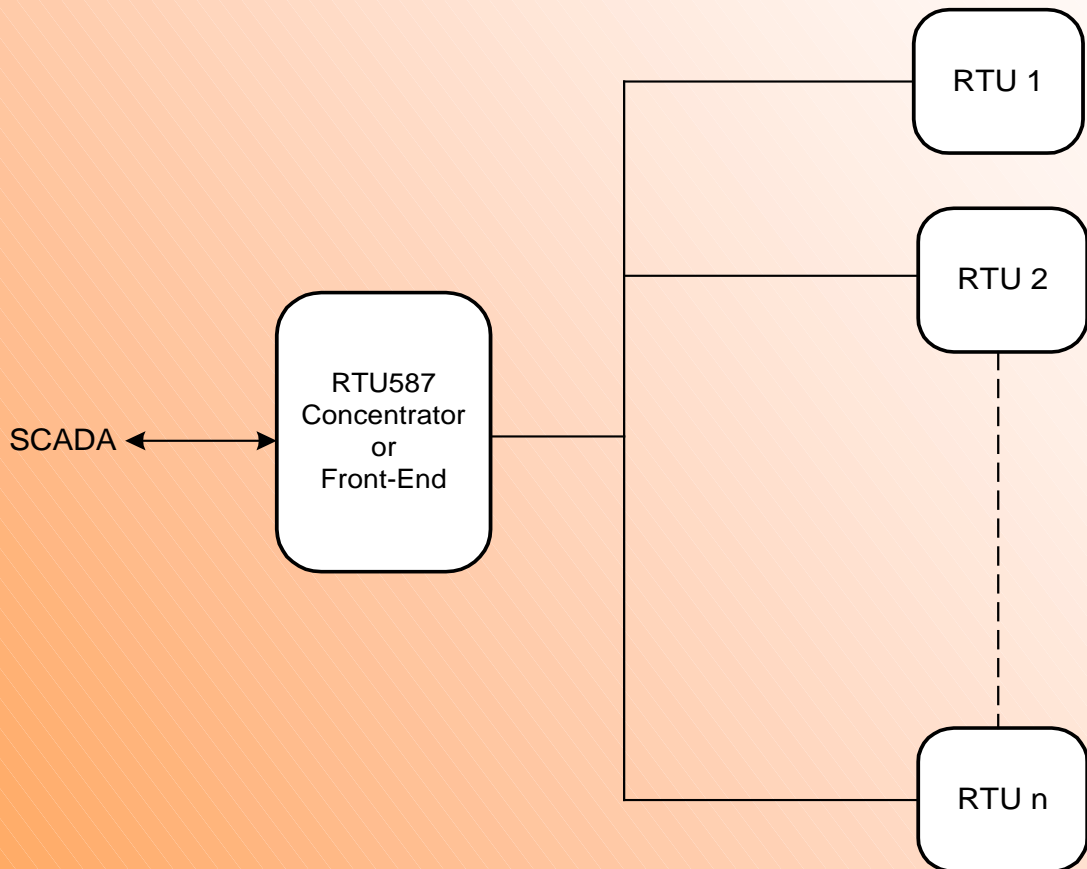 RTU 1
RTU 2
RTU587
Concentrator
or
Front-End
SCADA
RTU n